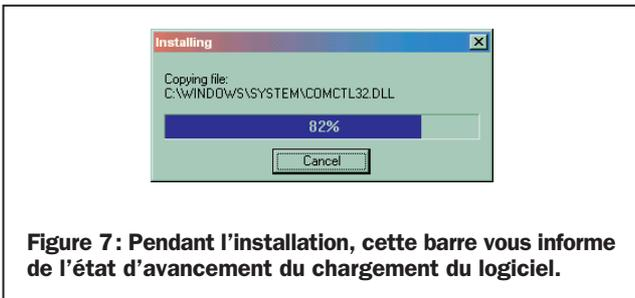 Installing
Copying file:
C:\WINDOWS\SYSTEM\COMCTL32.DLL
82%
Cancel
Figure 7: Pendant l'installation, cette barre vous informe
de l'état d'avancement du chargement du logiciel.